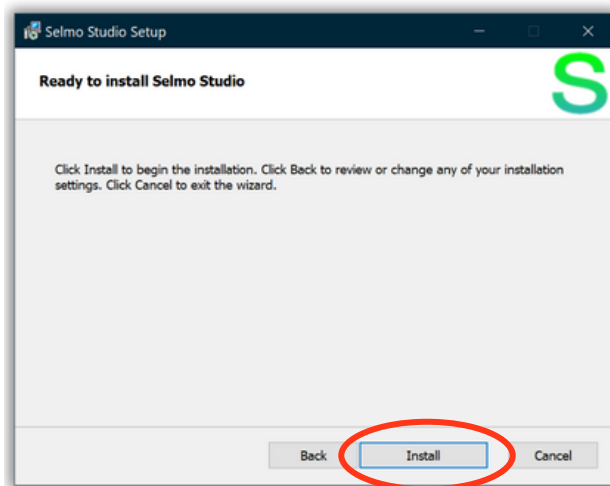 Selmo Studio Setup
Ready to install Selmo Studio
S
Click Install to begin the installation. Click Back to review or change any of your installation
settings. Click Cancel to exit the wizard.
Back Install Cancel